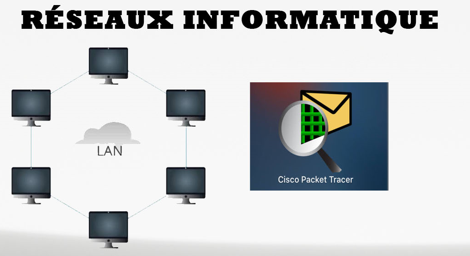 RÉSEAUX INFORMATIQUE
LAN
Cisco Packet Tracer